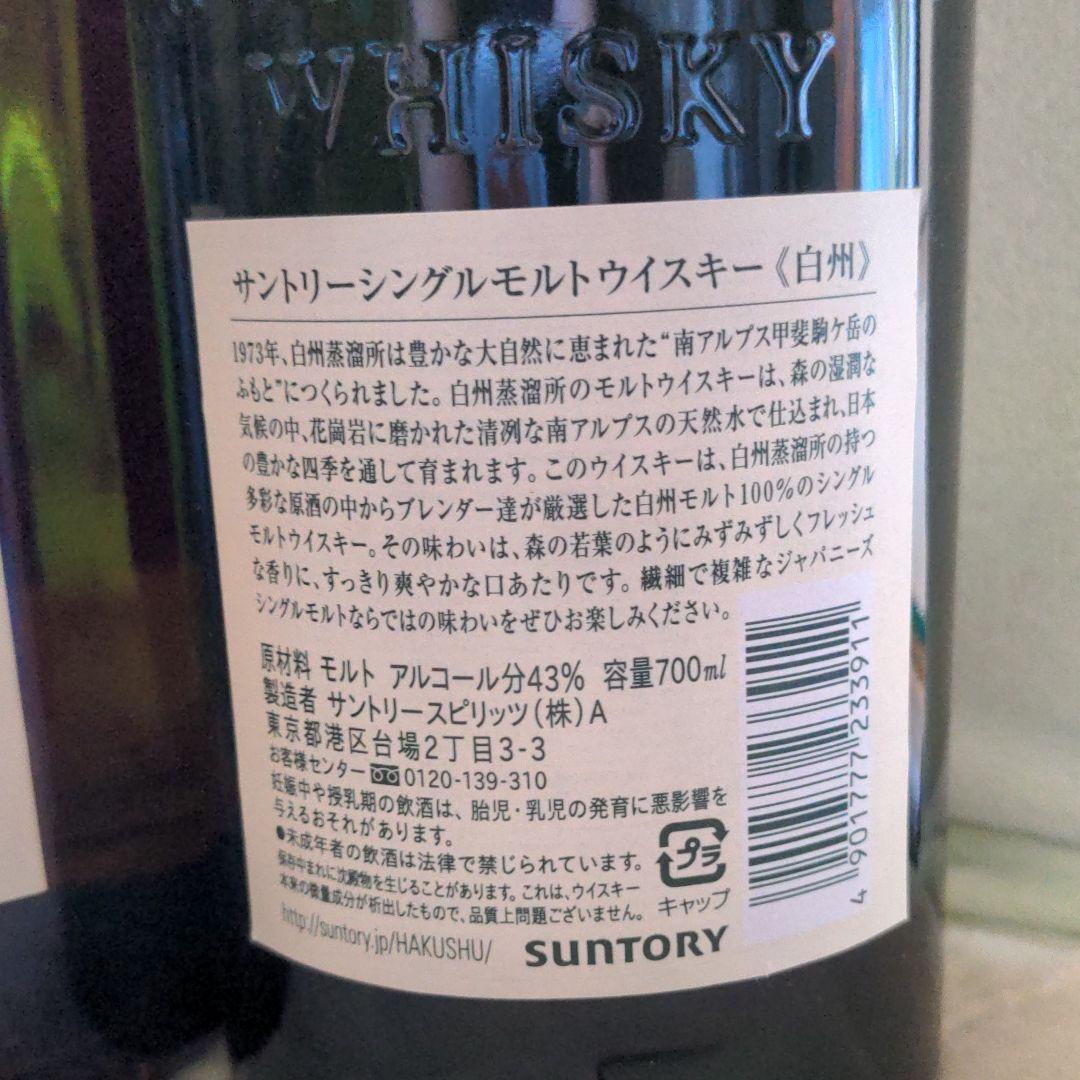 WHISKY
サントリーシングルモルトウイスキー《白州》
1973年、白州蒸溜所は豊かな大自然に恵まれた“南アルプス甲斐駒ケ岳の
ふもと”につくられました。白州蒸溜所のモルトウイスキーは、森の湿潤な
気候の中、花崗岩に磨かれた清冽な南アルプスの天然水で仕込まれ、日本
の豊かな四季を通して育まれます。このウイスキーは、白州蒸溜所の持つ
多彩な原酒の中からブレンダー達が厳選した白州モルト100%のシングル
モルトウイスキー。その味わいは、森の若葉のようにみずみずしくフレッシュ
な香りに、すっきり爽やかな口あたりです。繊細で複雑なジャパニーズ
シングルモルトならではの味わいをぜひお楽しみください。
原材料 モルト アルコール分43% 容量700ml
製造者 サントリースピリッツ(株)A
東京都港区台場2丁目3-3
お客様センター 0120-139-310
妊娠中や授乳期の飲酒は、胎児・乳児の発育に悪影響を
与えるおそれがあります。
●未成年者の飲酒は法律で禁じられています。
保存中まれに沈殿物を生じることがあります。これは、ウイスキー
本来の微量成分が析出したもので、品質上問題ございません。
http://suntory.jp/HAKUSHU/
SUNTORY
プラ
キャップ
4 901777 233911